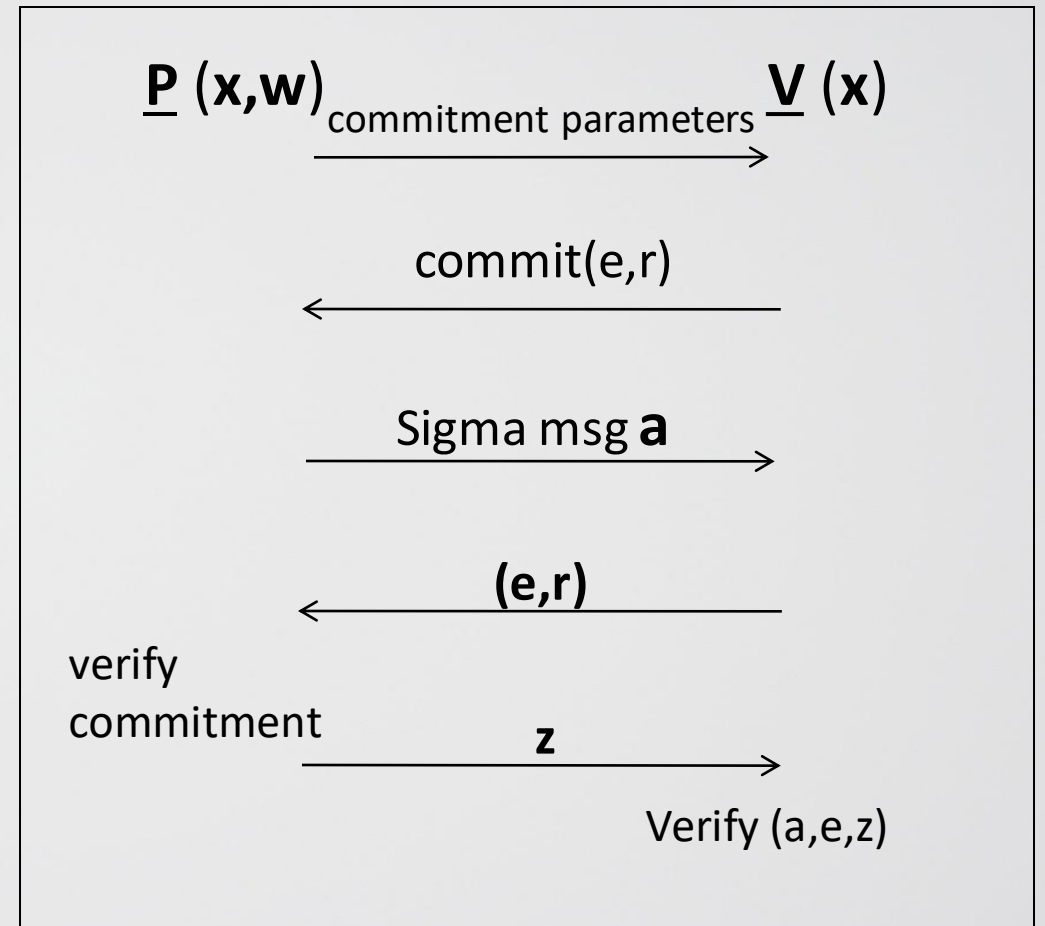 P (x,w) commitment parameters V (x)
commit(e,r)
Sigma msg a
(e,r)
verify
commitment
z
Verify (a,e,z)